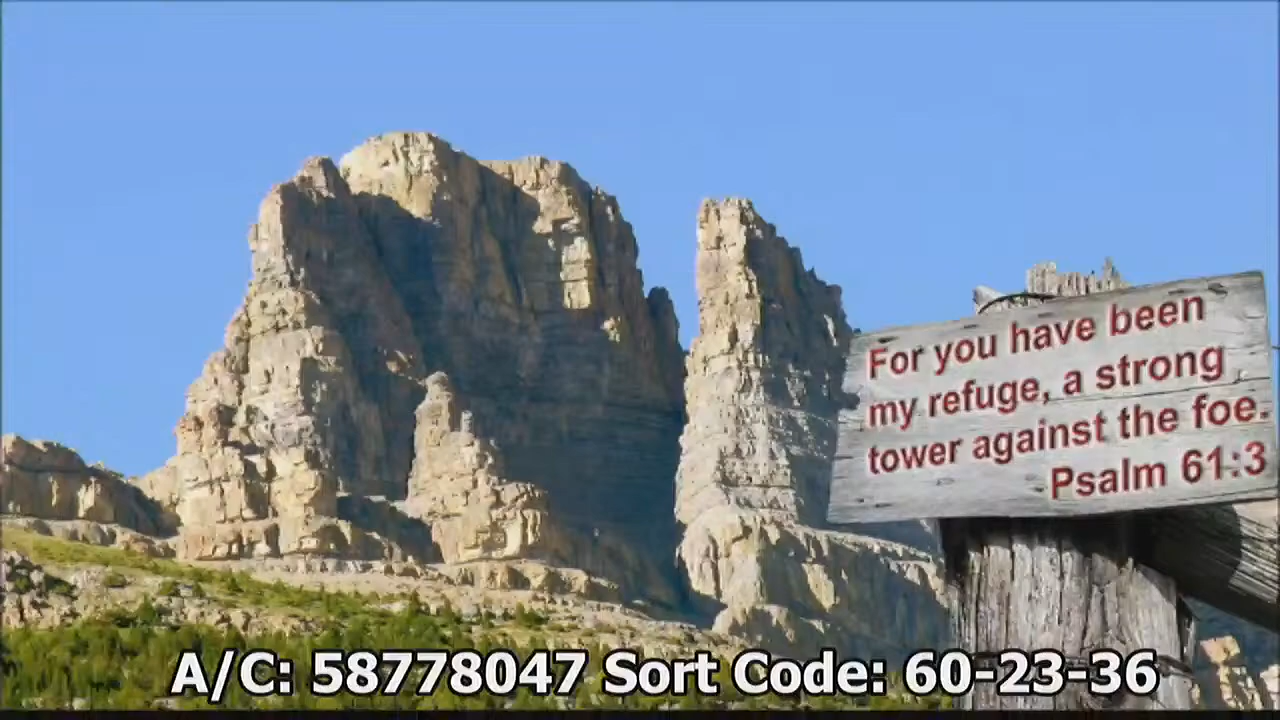 For you have been
my refuge, a strong
tower against the foe.
Psalm 61:3
A/C: 58778047 Sort Code: 60-23-36